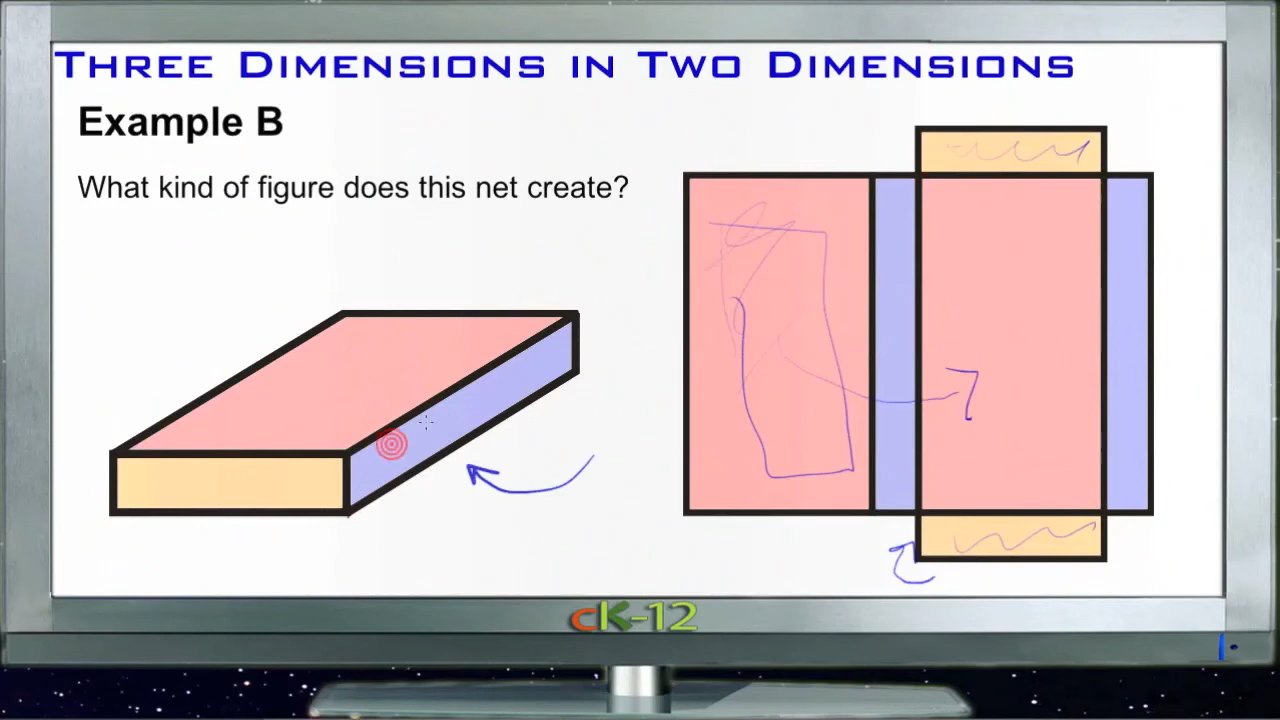 THREE DIMENSIONS IN TWO DIMENSIONS
Example B
What kind of figure does this net create?
cK-12